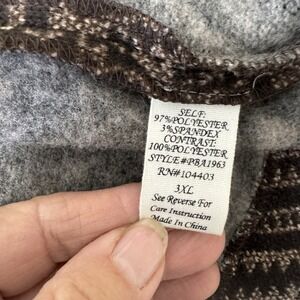 SELF:
97%POLYESTER
3%SPANDEX
CONTRAST:
100%POLYESTER
STYLE#PBA1963
RN#104403
3XL
See Reverse For
Care Instruction
Made In China